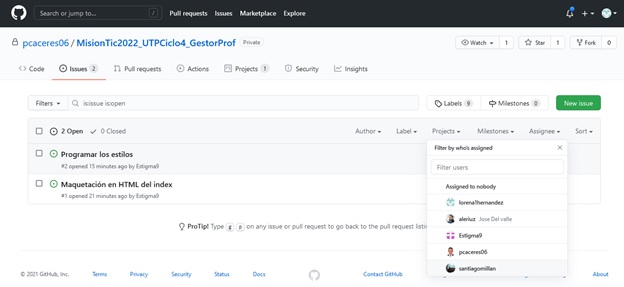 Search or jump to...
/
Pull requests Issues Marketplace Explore
pcaceres06 / MisionTic2022_UTPCiclo4_GestorProf Private
Watch 1 Star 1 Fork 0
Code Issues 2 Pull requests Actions Projects 1 Security Insights
Filters is:issue is:open Labels 9 Milestones 0 New issue
2 Open 0 Closed Author Label Projects Milestones Assignee Sort
Filter by who's assigned
Filter users
Assigned to nobody
lorena1hernandez
aleriuz Jose Del valle
Estigma9
pcaceres06
santiagomillan
Programar los estilos
#2 opened 15 minutes ago by Estigma9
Maquetación en HTML del index
#1 opened 21 minutes ago by Estigma9
ProTip! Type g p on any issue or pull request to go back to the pull request listi
© 2021 GitHub, Inc. Terms Privacy Security Status Docs Contact GitHub